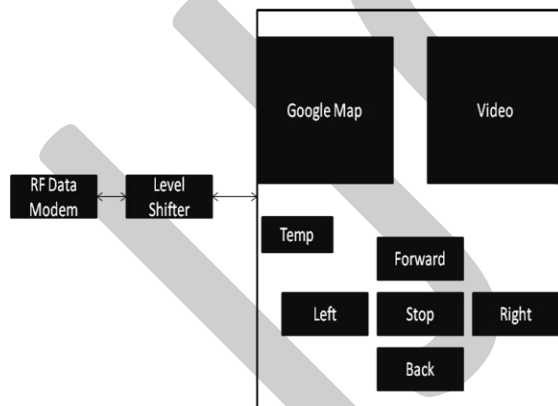 Google Map
Video
RF Data
Modem
Level
Shifter
Temp
Forward
Left
Stop
Right
Back